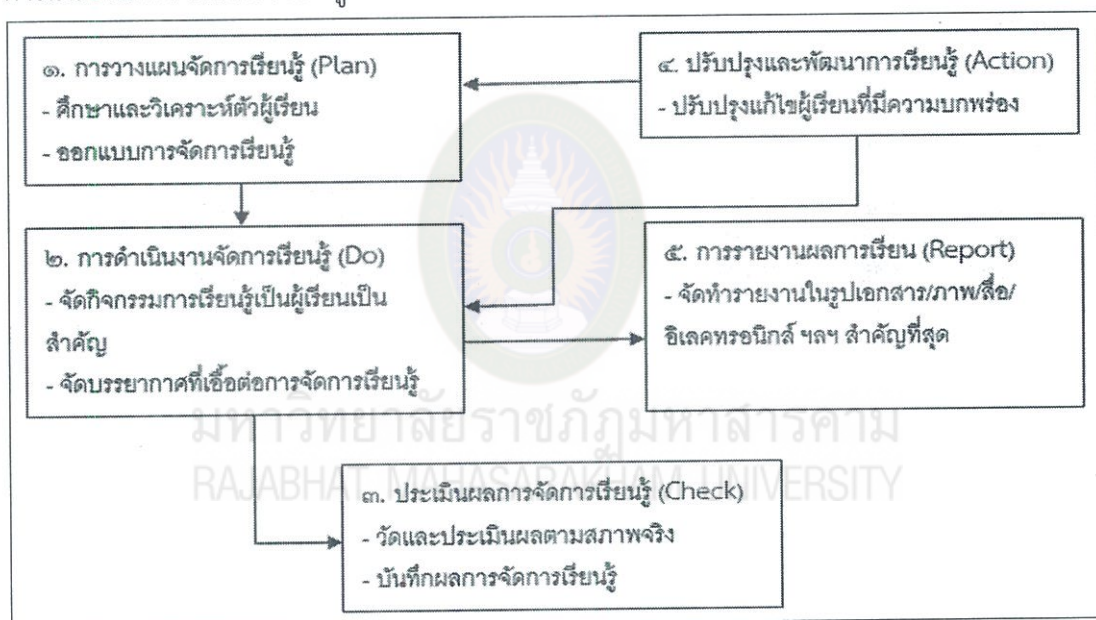 ๑. การวางแผนจัดการเรียนรู้ (Plan)
- ศึกษาและวิเคราะห์ตัวผู้เรียน
- ออกแบบการจัดการเรียนรู้
๔. ปรับปรุงและพัฒนาการเรียนรู้ (Action)
- ปรับปรุงแก้ไขผู้เรียนที่มีความบกพร่อง
๒. การดำเนินงานจัดการเรียนรู้ (Do)
- จัดกิจกรรมการเรียนรู้เป็นผู้เรียนเป็น
สำคัญ
- จัดบรรยากาศที่เอื้อต่อการจัดการเรียนรู้
๕. การรายงานผลการเรียน (Report)
- จัดทำรายงานในรูปเอกสาร/ภาพ/สื่อ/
อิเลคทรอนิกส์ ฯลฯ สำคัญที่สุด
มหาวิทยาลัยราชภัฏมหาสารคาม
RAJABHAT MAHASARAKHAM UNIVERSITY
๓. ประเมินผลการจัดการเรียนรู้ (Check)
- วัดและประเมินผลตามสภาพจริง
- บันทึกผลการจัดการเรียนรู้